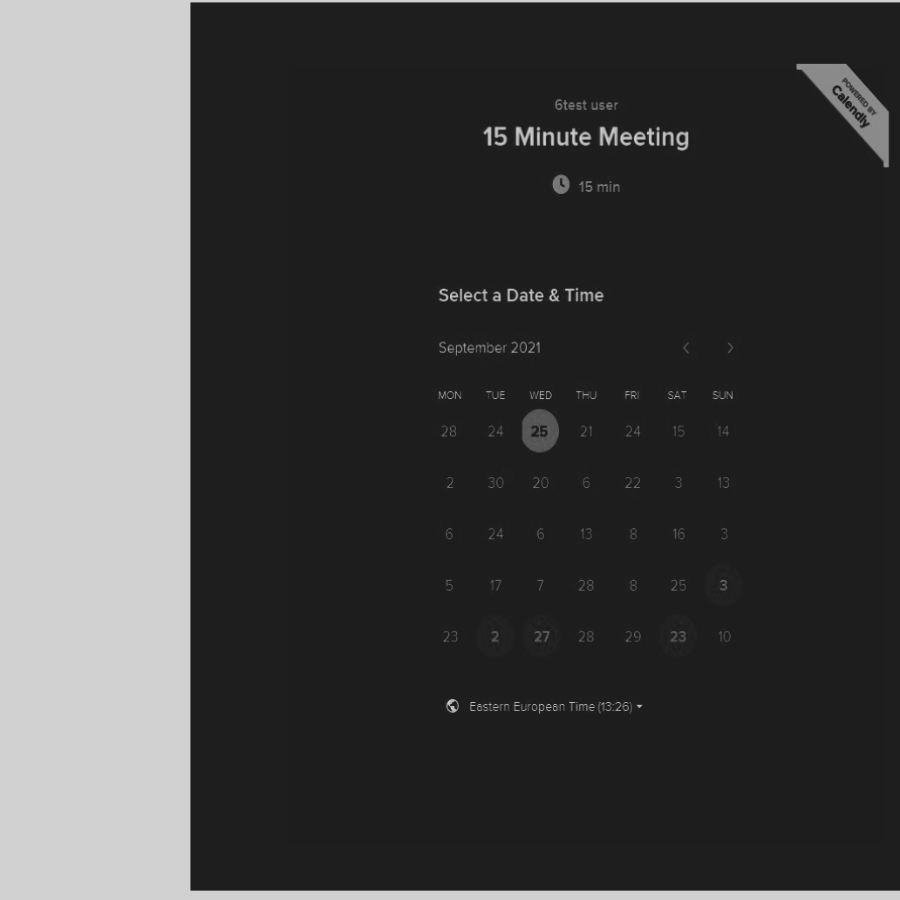 POWERED BY
Calendly
6test user
15 Minute Meeting
15 min
Select a Date & Time
September 2021
MON TUE WED THU FRI SAT SUN
28 24 25 21 24 15 14
2 30 20 6 22 3 13
6 24 6 13 8 16 3
5 17 7 28 8 25 3
23 2 27 28 29 23 10
Eastern European Time (13:26)